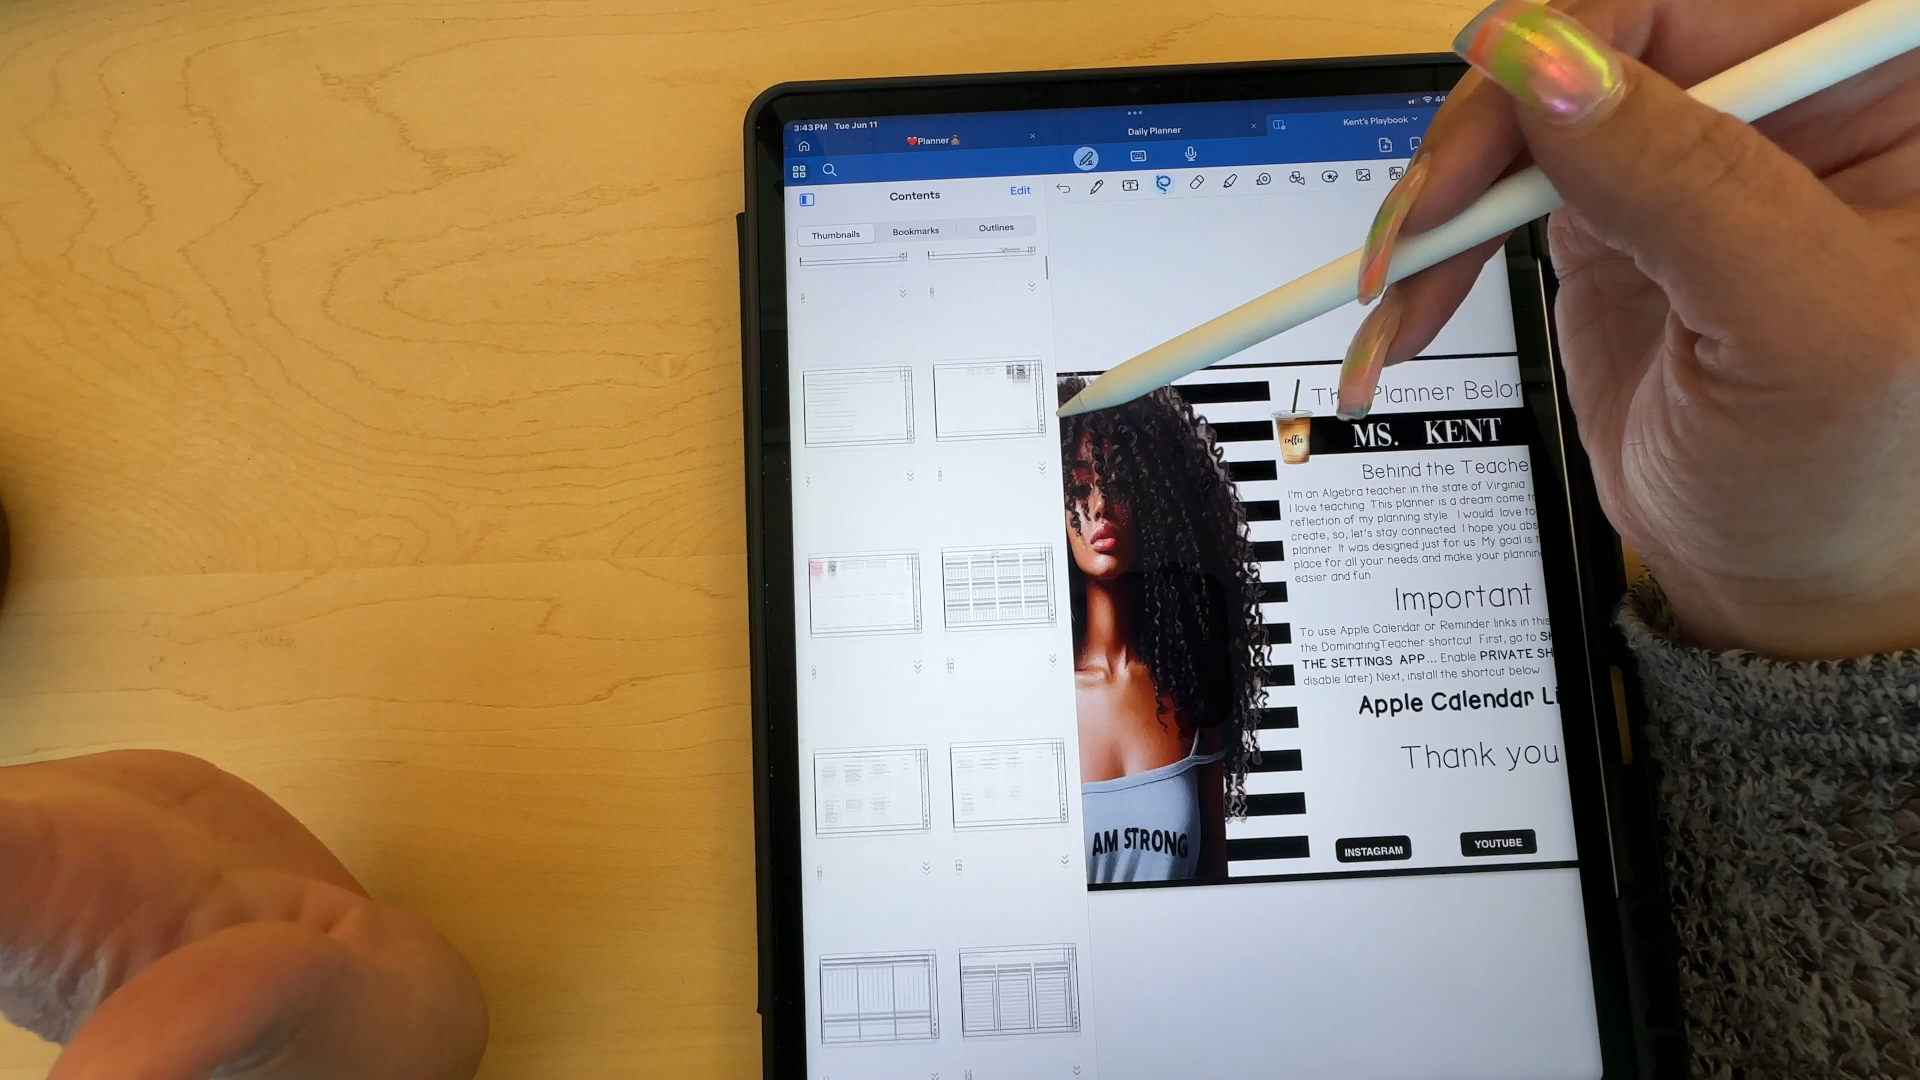 3:43 PM Tue Jun 11
❤️Planner
Daily Planner
Kent's Playbook
Contents
Edit
Thumbnails
Bookmarks
Outlines
Planner Belon
coffee
MS. KENT
Behind the Teache
I'm an Algebra teacher in the state of Virginia
I love teaching This planner is a dream come tr
reflection of my planning style I would love to
create, so, let's stay connected I hope you abs
planner It was designed just for us My goal is t
place for all your needs and make your plannin
easier and fun
Important
To use Apple Calendar or Reminder links in this
the DominatingTeacher shortcut First, go to SH
THE SETTINGS APP... Enable PRIVATE SH
disable later) Next, install the shortcut below
Apple Calendar Li
Thank you
AM STRONG
INSTAGRAM
YOUTUBE